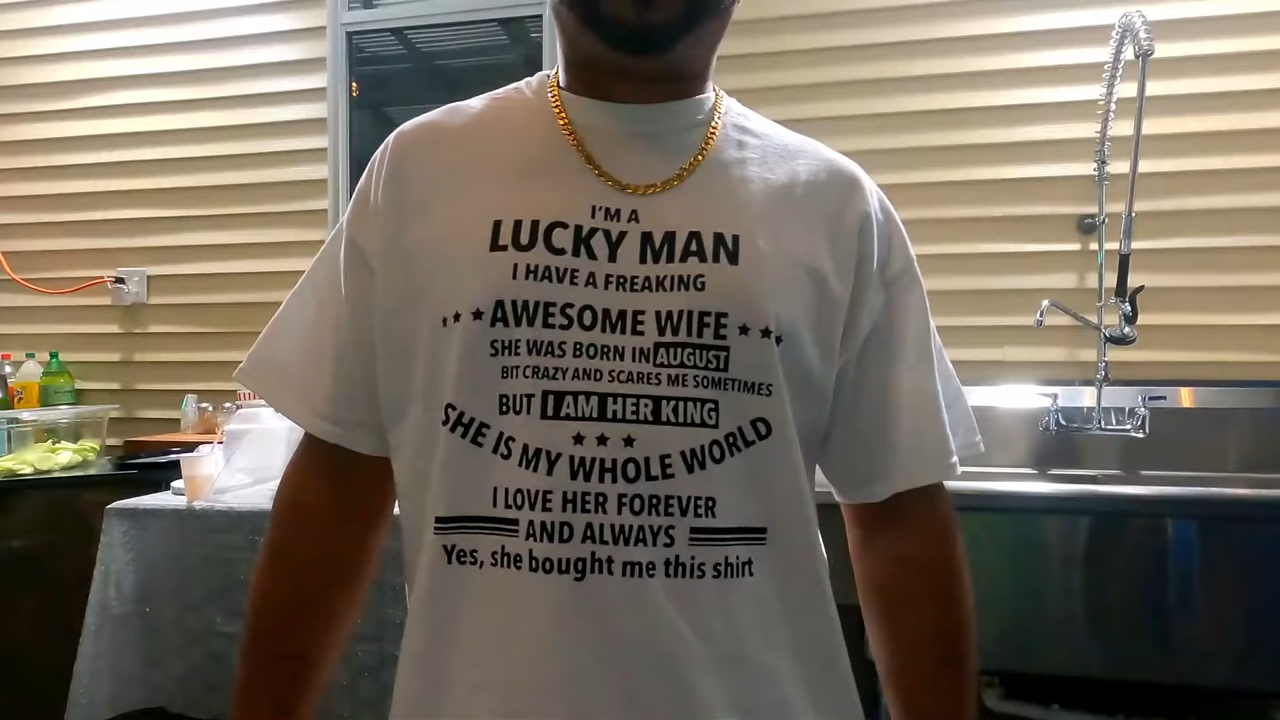 I'M A
LUCKY MAN
I HAVE A FREAKING
AWESOME WIFE
SHE WAS BORN IN AUGUST
BIT CRAZY AND SCARES ME SOMETIMES
BUT I AM HER KING
SHE IS MY WHOLE WORLD
I LOVE HER FOREVER
AND ALWAYS
Yes, she bought me this shirt